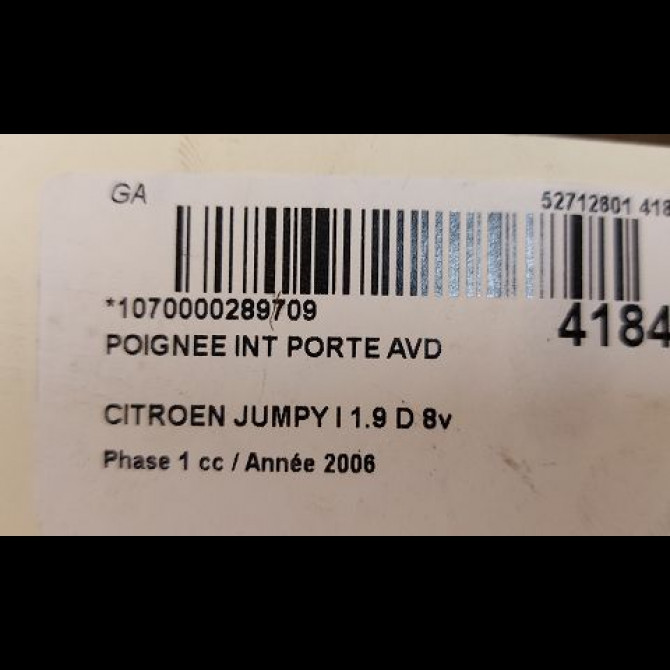 GA
52712801 418
*1070000289709
4184
POIGNEE INT PORTE AVD
CITROEN JUMPY I 1.9 D 8v
Phase 1 cc / Année 2006